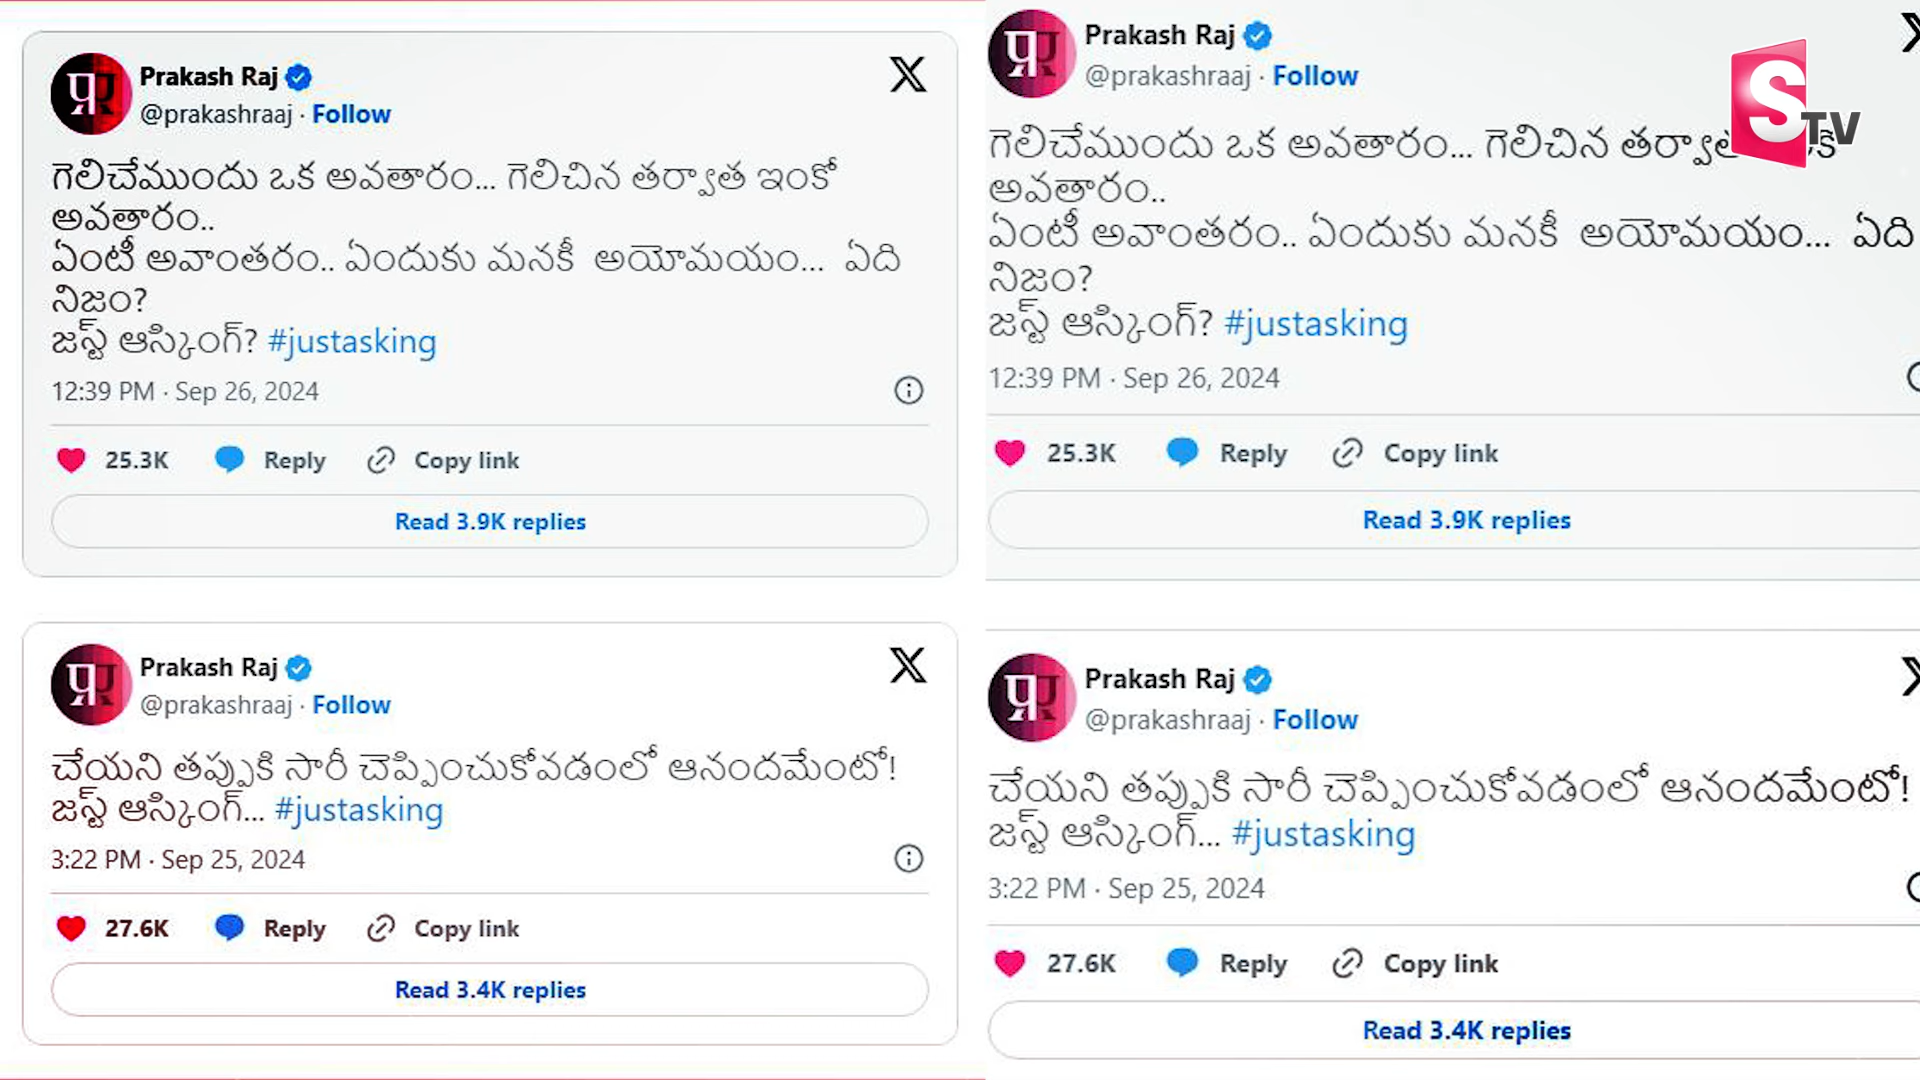 Prakash Raj
@prakashraaj · Follow
గెలిచేముందు ఒక అవతారం... గెలిచిన తర్వాత ఇంకో
అవతారం..
ఏంటీ అవాంతరం.. ఏందుకు మనకీ అయోమయం... ఏది
నిజం?
జస్ట్ ఆస్కింగ్? #justasking
12:39 PM · Sep 26, 2024
25.3K Reply Copy link
Read 3.9K replies
Prakash Raj
@prakashraaj · Follow
చేయని తప్పుకి సారీ చెప్పించుకోవడంలో ఆనందమేంటో!
జస్ట్ ఆస్కింగ్... #justasking
3:22 PM · Sep 25, 2024
27.6K Reply Copy link
Read 3.4K replies
Prakash Raj
@prakashraaj · Follow
STV
గెలిచేముందు ఒక అవతారం... గెలిచిన
అవతారం..
ఏంటీ అవాంతరం.. ఏందుకు మనకీ అయోమయం... ఏది
నిజం?
జస్ట్ ఆస్కింగ్? #justasking
12:39 PM · Sep 26, 2024
25.3K Reply Copy link
Read 3.9K replies
Prakash Raj
@prakashraaj · Follow
చేయని తప్పుకి సారీ చెప్పించుకోవడంలో ఆనందమేంటో!
జస్ట్ ఆస్కింగ్... #justasking
3:22 PM · Sep 25, 2024
27.6K Reply Copy link
Read 3.4K replies